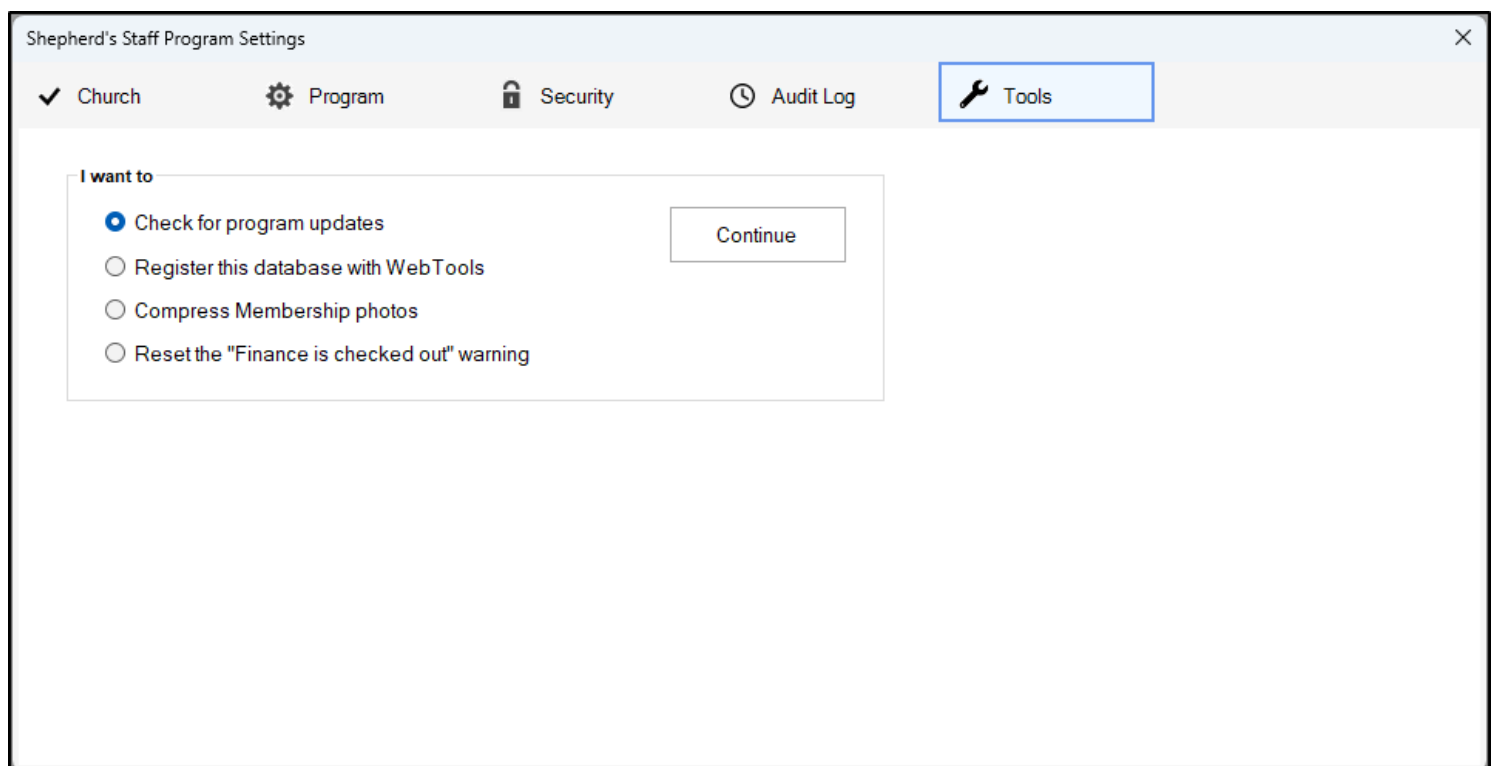 Shepherd's Staff Program Settings
Church Program Security Audit Log Tools
I want to
Check for program updates
Continue
Register this database with WebTools
Compress Membership photos
Reset the "Finance is checked out" warning